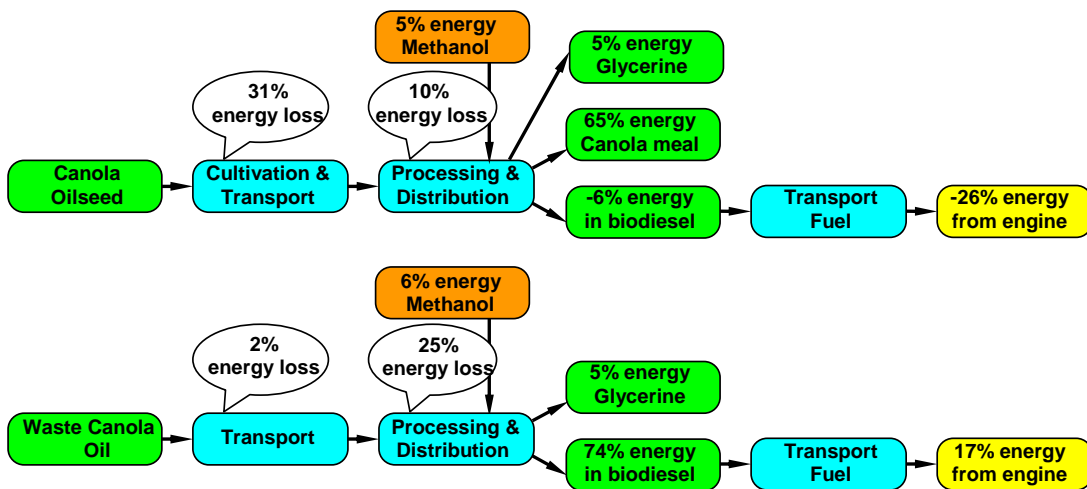 5% energy
Methanol
5% energy
Glycerine
31%
energy loss
10%
energy loss
65% energy
Canola meal
Canola
Oilseed
Cultivation &
Transport
Processing &
Distribution
-6% energy
in biodiesel
Transport
Fuel
-26% energy
from engine
6% energy
Methanol
2%
energy loss
25%
energy loss
5% energy
Glycerine
Waste Canola
Oil
Transport
Processing &
Distribution
74% energy
in biodiesel
Transport
Fuel
17% energy
from engine